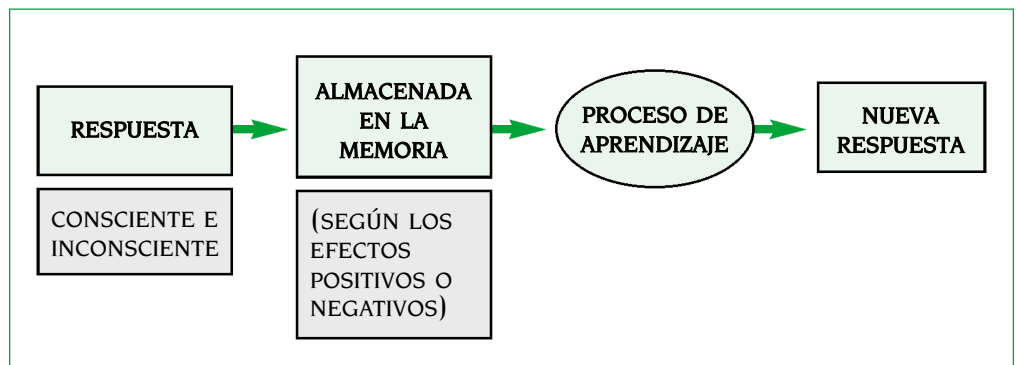 RESPUESTA
CONSCIENTE E
INCONSCIENTE
ALMACENADA
EN LA
MEMORIA
(SEGÚN LOS
EFECTOS
POSITIVOS O
NEGATIVOS)
PROCESO DE
APRENDIZAJE
NUEVA
RESPUESTA